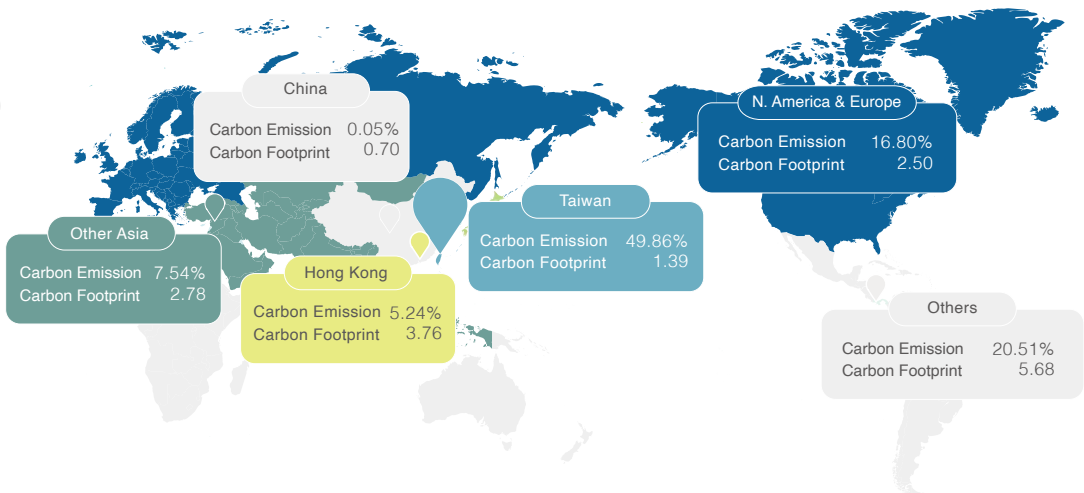 China
Carbon Emission 0.05%
Carbon Footprint 0.70
N. America & Europe
Carbon Emission 16.80%
Carbon Footprint 2.50
Taiwan
Carbon Emission 49.86%
Carbon Footprint 1.39
Other Asia
Carbon Emission 7.54%
Carbon Footprint 2.78
Hong Kong
Carbon Emission 5.24%
Carbon Footprint 3.76
Others
Carbon Emission 20.51%
Carbon Footprint 5.68